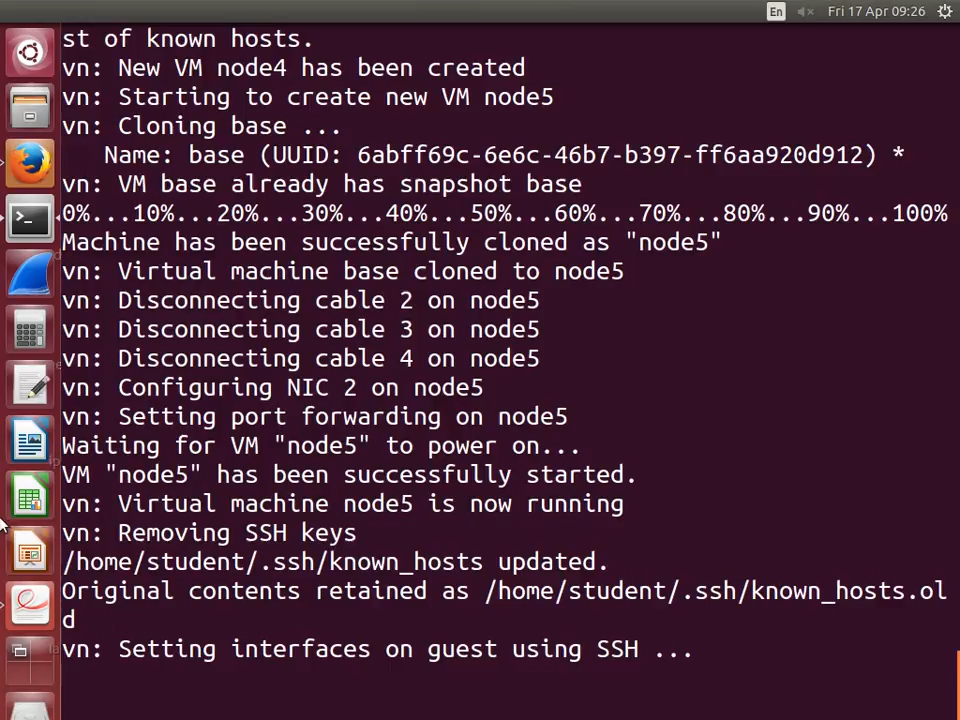 En
Fri 17 Apr 09:26
st of known hosts.
vn: New VM node4 has been created
vn: Starting to create new VM node5
vn: Cloning base ...
Name: base (UUID: 6abff69c-6e6c-46b7-b397-ff6aa920d912) *
vn: VM base already has snapshot base
0%...10%...20%...30%...40%...50%...60%...70%...80%...90%...100%
Machine has been successfully cloned as "node5"
vn: Virtual machine base cloned to node5
vn: Disconnecting cable 2 on node5
vn: Disconnecting cable 3 on node5
vn: Disconnecting cable 4 on node5
vn: Configuring NIC 2 on node5
vn: Setting port forwarding on node5
Waiting for VM "node5" to power on...
VM "node5" has been successfully started.
vn: Virtual machine node5 is now running
vn: Removing SSH keys
/home/student/.ssh/known_hosts updated.
Original contents retained as /home/student/.ssh/known_hosts.ol
d
vn: Setting interfaces on guest using SSH ...